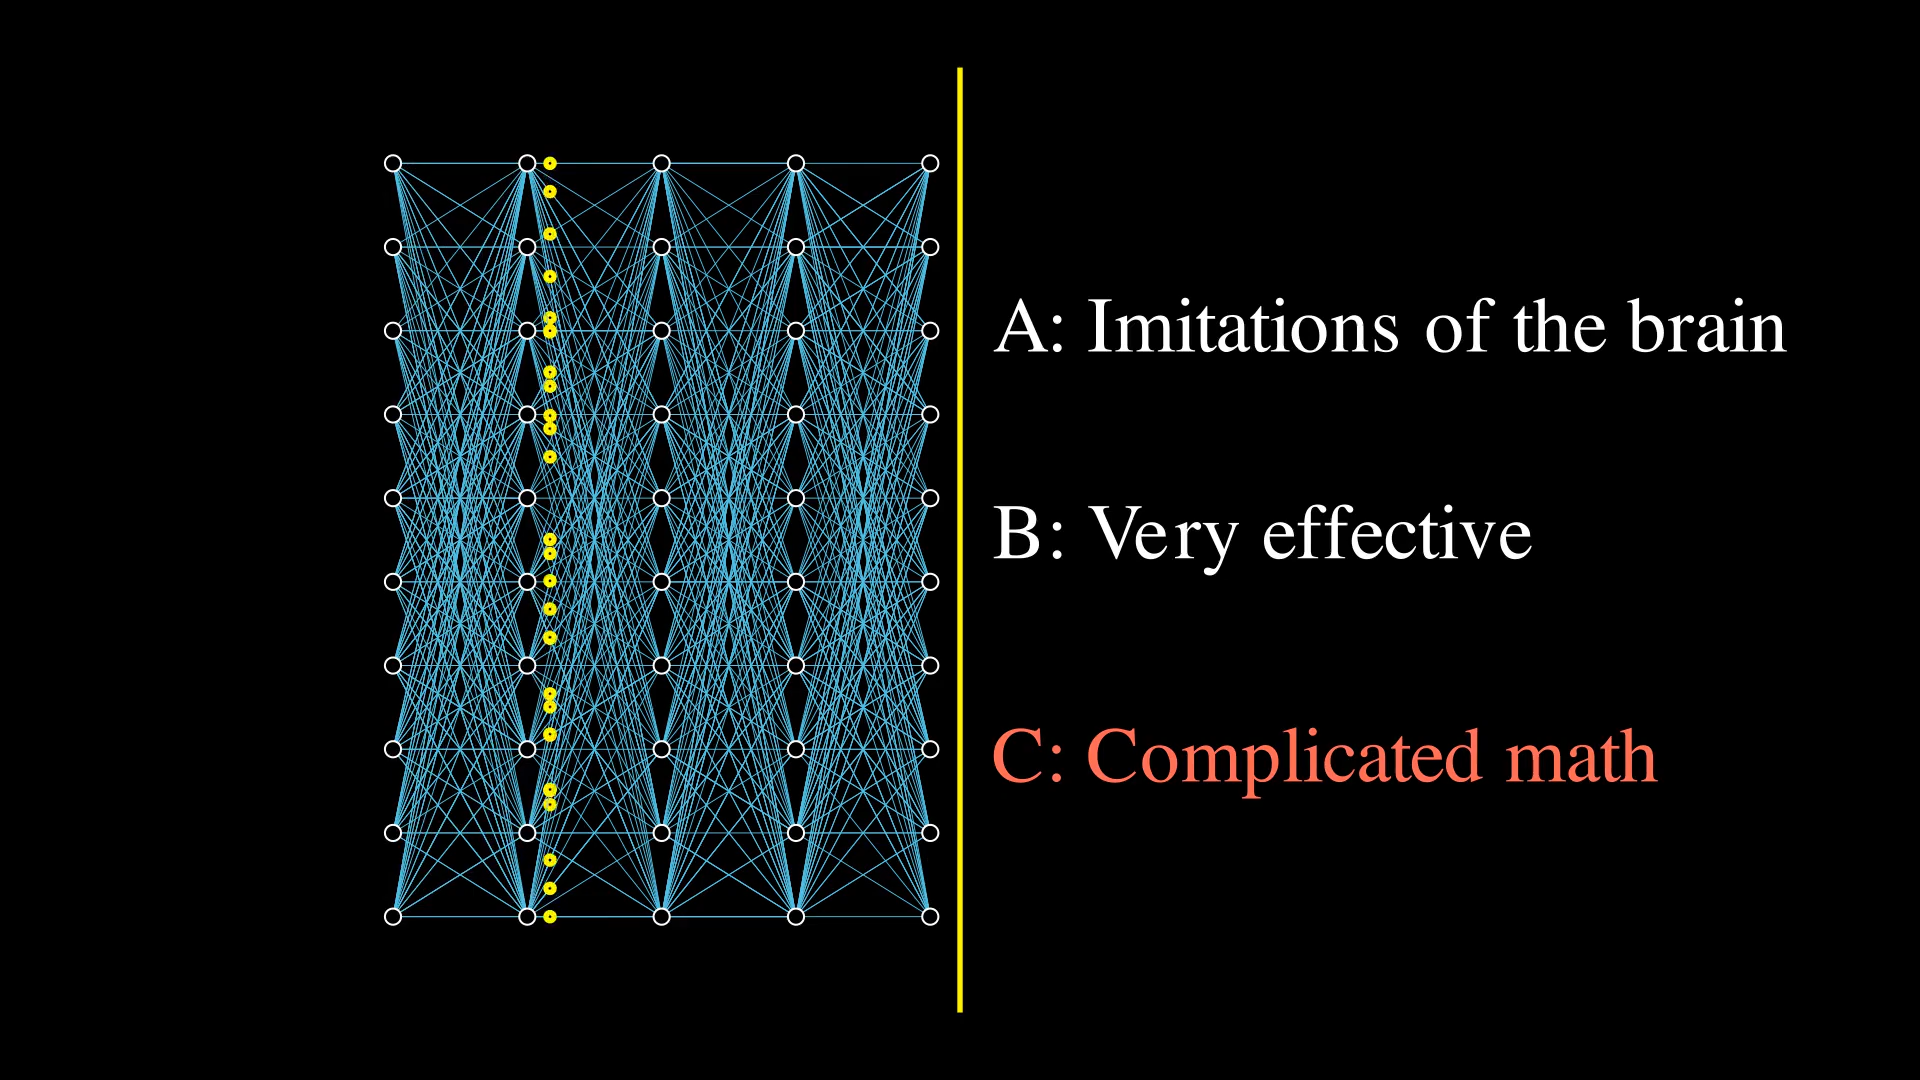 A: Imitations of the brain
B: Very effective
C: Complicated math